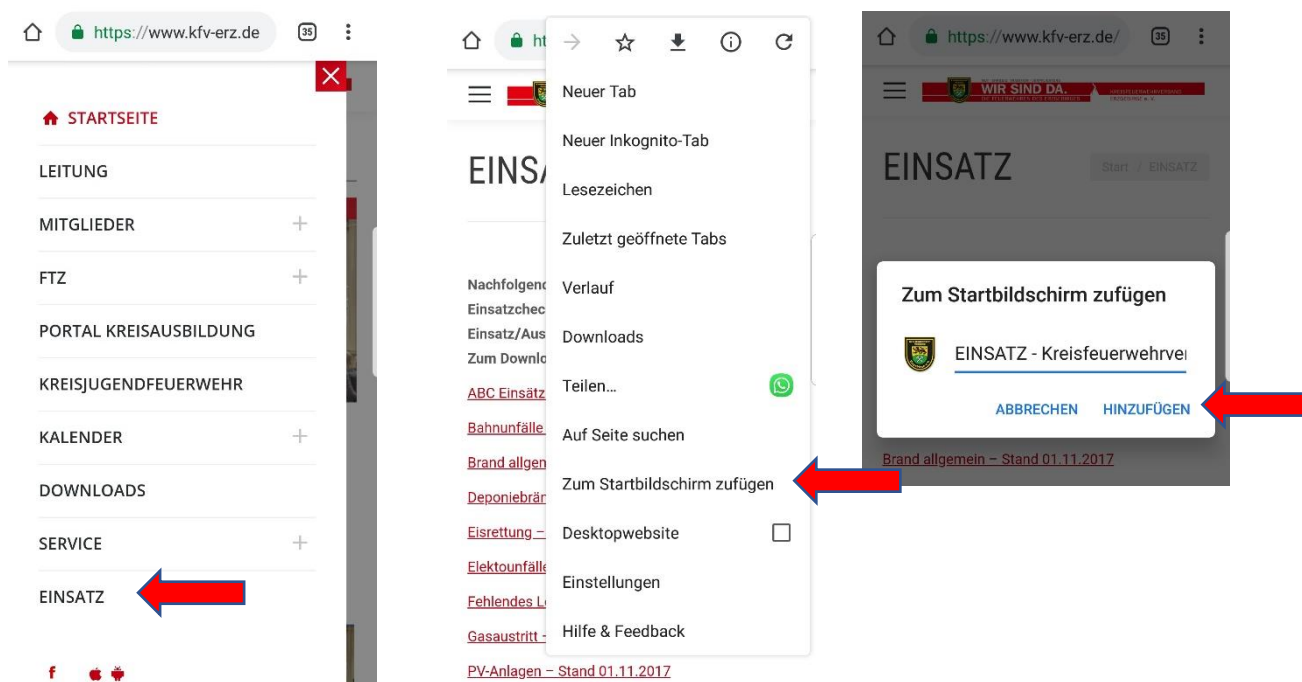 https://www.kfv-erz.de
35
STARTSEITE
LEITUNG
MITGLIEDER
FTZ
PORTAL KREISAUSBILDUNG
KREISJUGENDFEUERWEHR
KALENDER
DOWNLOADS
SERVICE
EINSATZ
ht
EINSA
Nachfolgend
Einsatzchec
Einsatz/Aus
Zum Downlo
ABC Einsätz
Bahnunfälle
Brand allgem
Deponiebrän
Eisrettung –
Elektounfälle
Fehlendes L
Gasaustritt –
PV-Anlagen – Stand 01.11.2017
Neuer Tab
Neuer Inkognito-Tab
Lesezeichen
Zuletzt geöffnete Tabs
Verlauf
Downloads
Teilen...
Auf Seite suchen
Zum Startbildschirm zufügen
Desktopwebsite
Einstellungen
Hilfe & Feedback
https://www.kfv-erz.de/
35
WIR SIND DA.
EINSATZ
Start / EINSATZ
Zum Startbildschirm zufügen
EINSATZ - Kreisfeuerwehrve
ABBRECHEN HINZUFÜGEN
Brand allgemein – Stand 01.11.2017